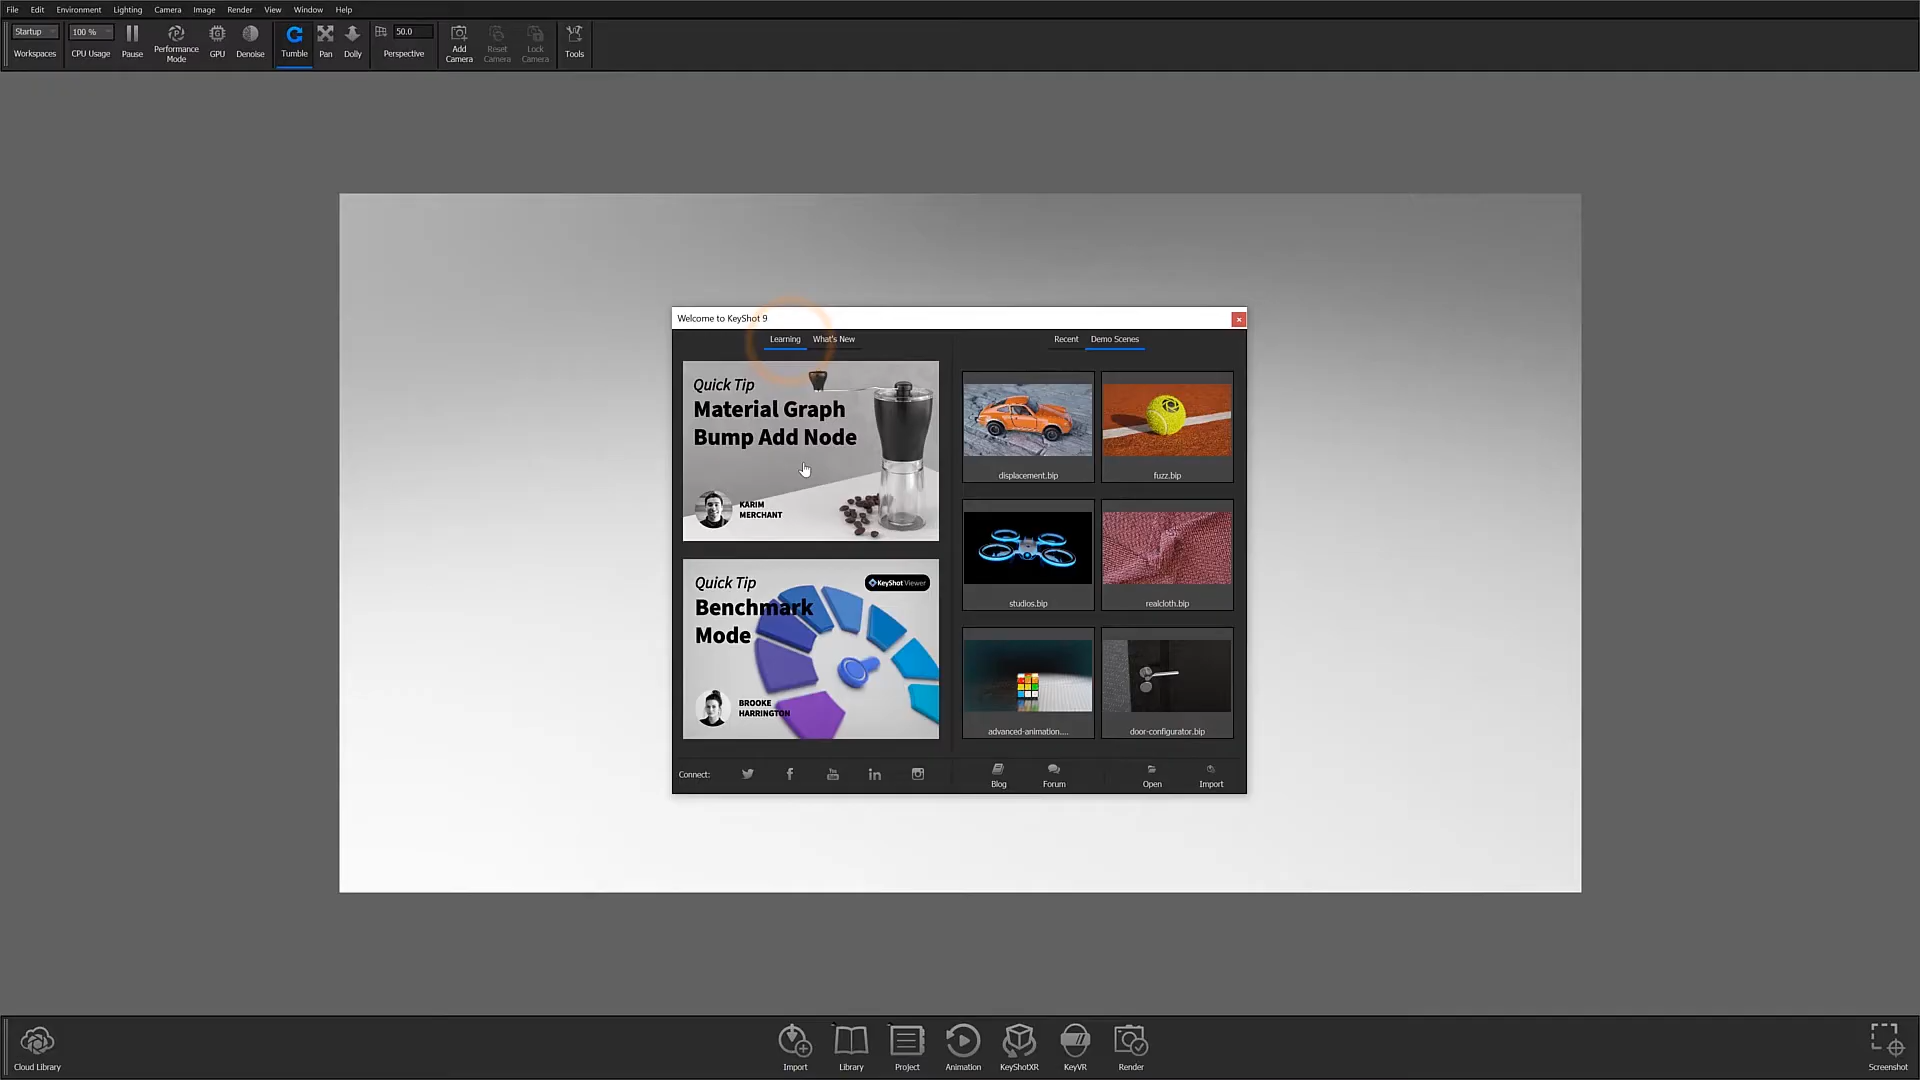 File Edit Environment Lighting Camera Image Render View Window Help
Startup 100 % 50.0
Workspaces CPU Usage Pause Performance Mode GPU Denoise Tumble Pan Dolly Perspective Add Camera Reset Camera Lock Camera Tools
Welcome to KeyShot 9
Learning What's New Recent Demo Scenes
Quick Tip
Material Graph
Bump Add Node
KARIM
MERCHANT
displacement.bip fuzz.bip
Quick Tip
KeyShot Viewer
Benchmark
Mode
BROOKE
HARRINGTON
studios.bip realcloth.bip
advanced-animation.... door-configurator.bip
Connect: Blog Forum Open Import
Cloud Library Import Library Project Animation KeyShotXR KeyVR Render Screenshot